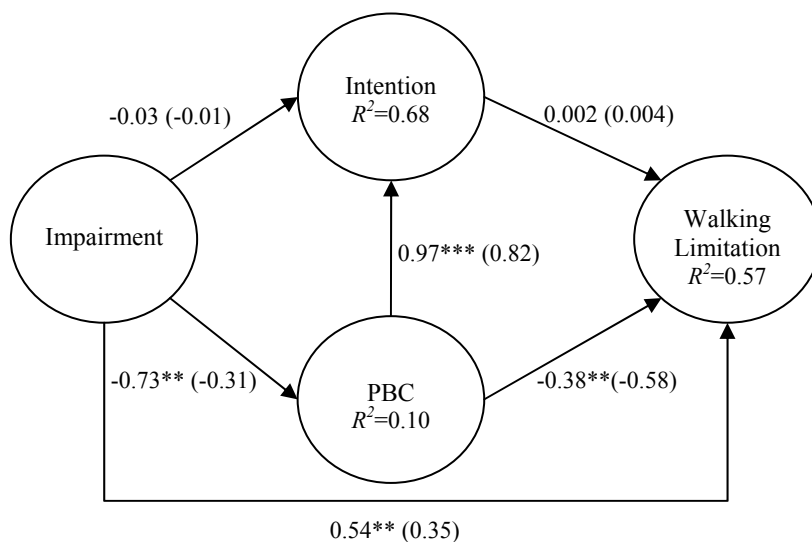 Intention
R²=0.68
-0.03 (-0.01)
0.002 (0.004)
Impairment
Walking
Limitation
R²=0.57
0.97*** (0.82)
-0.73** (-0.31)
PBC
R²=0.10
-0.38**(-0.58)
0.54** (0.35)